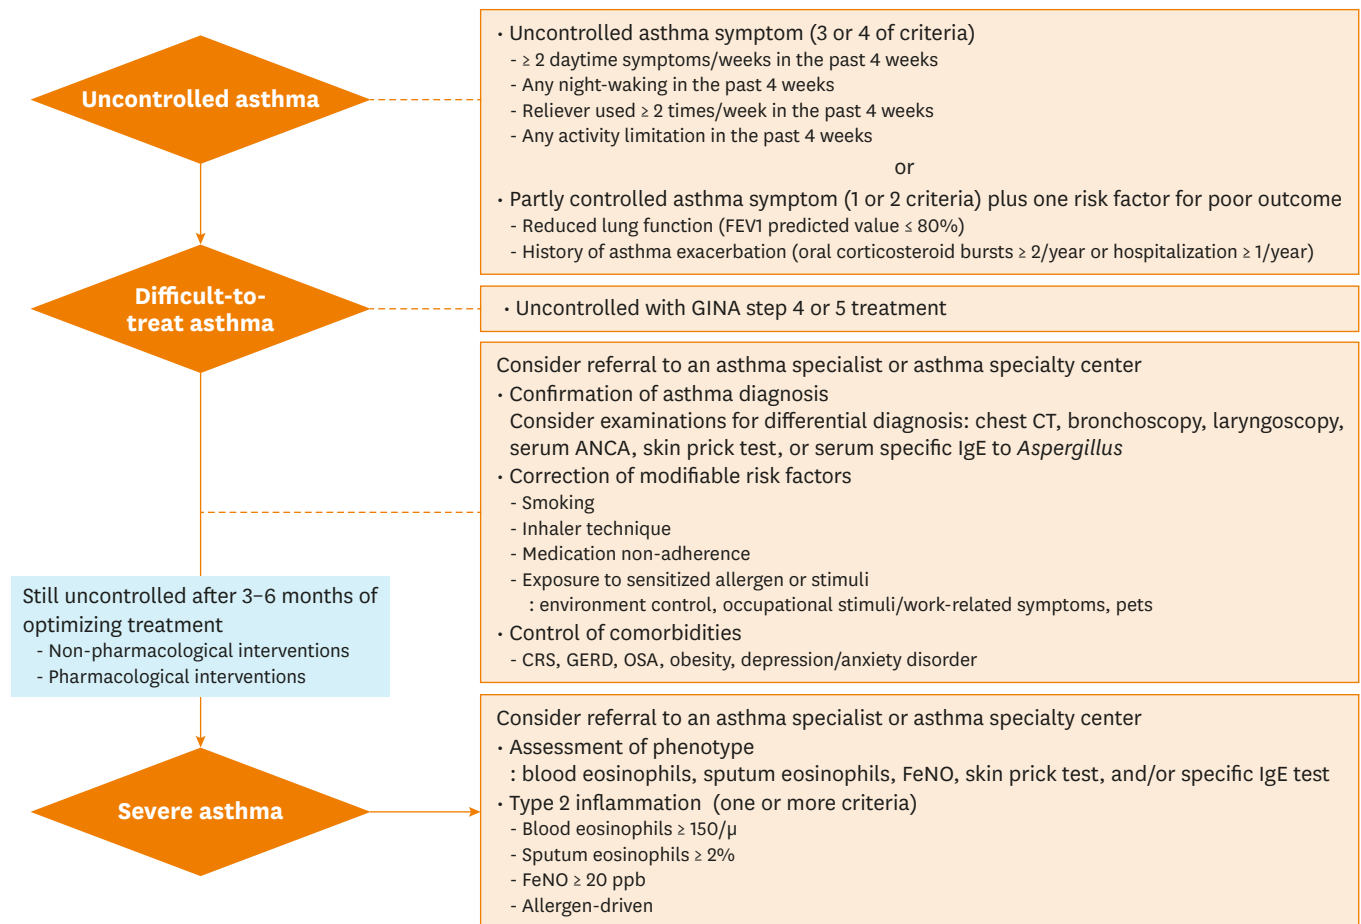 Uncontrolled asthma
· Uncontrolled asthma symptom (3 or 4 of criteria)
- ≥ 2 daytime symptoms/weeks in the past 4 weeks
- Any night-waking in the past 4 weeks
- Reliever used ≥ 2 times/week in the past 4 weeks
- Any activity limitation in the past 4 weeks
or
· Partly controlled asthma symptom (1 or 2 criteria) plus one risk factor for poor outcome
- Reduced lung function (FEV1 predicted value ≤ 80%)
- History of asthma exacerbation (oral corticosteroid bursts ≥ 2/year or hospitalization ≥ 1/year)
Difficult-to-
treat asthma
· Uncontrolled with GINA step 4 or 5 treatment
Consider referral to an asthma specialist or asthma specialty center
· Confirmation of asthma diagnosis
Consider examinations for differential diagnosis: chest CT, bronchoscopy, laryngoscopy,
serum ANCA, skin prick test, or serum specific IgE to Aspergillus
· Correction of modifiable risk factors
- Smoking
- Inhaler technique
- Medication non-adherence
- Exposure to sensitized allergen or stimuli
: environment control, occupational stimuli/work-related symptoms, pets
· Control of comorbidities
- CRS, GERD, OSA, obesity, depression/anxiety disorder
Still uncontrolled after 3–6 months of
optimizing treatment
- Non-pharmacological interventions
- Pharmacological interventions
Severe asthma
Consider referral to an asthma specialist or asthma specialty center
· Assessment of phenotype
: blood eosinophils, sputum eosinophils, FeNO, skin prick test, and/or specific IgE test
· Type 2 inflammation (one or more criteria)
- Blood eosinophils ≥ 150/μ
- Sputum eosinophils ≥ 2%
- FeNO ≥ 20 ppb
- Allergen-driven